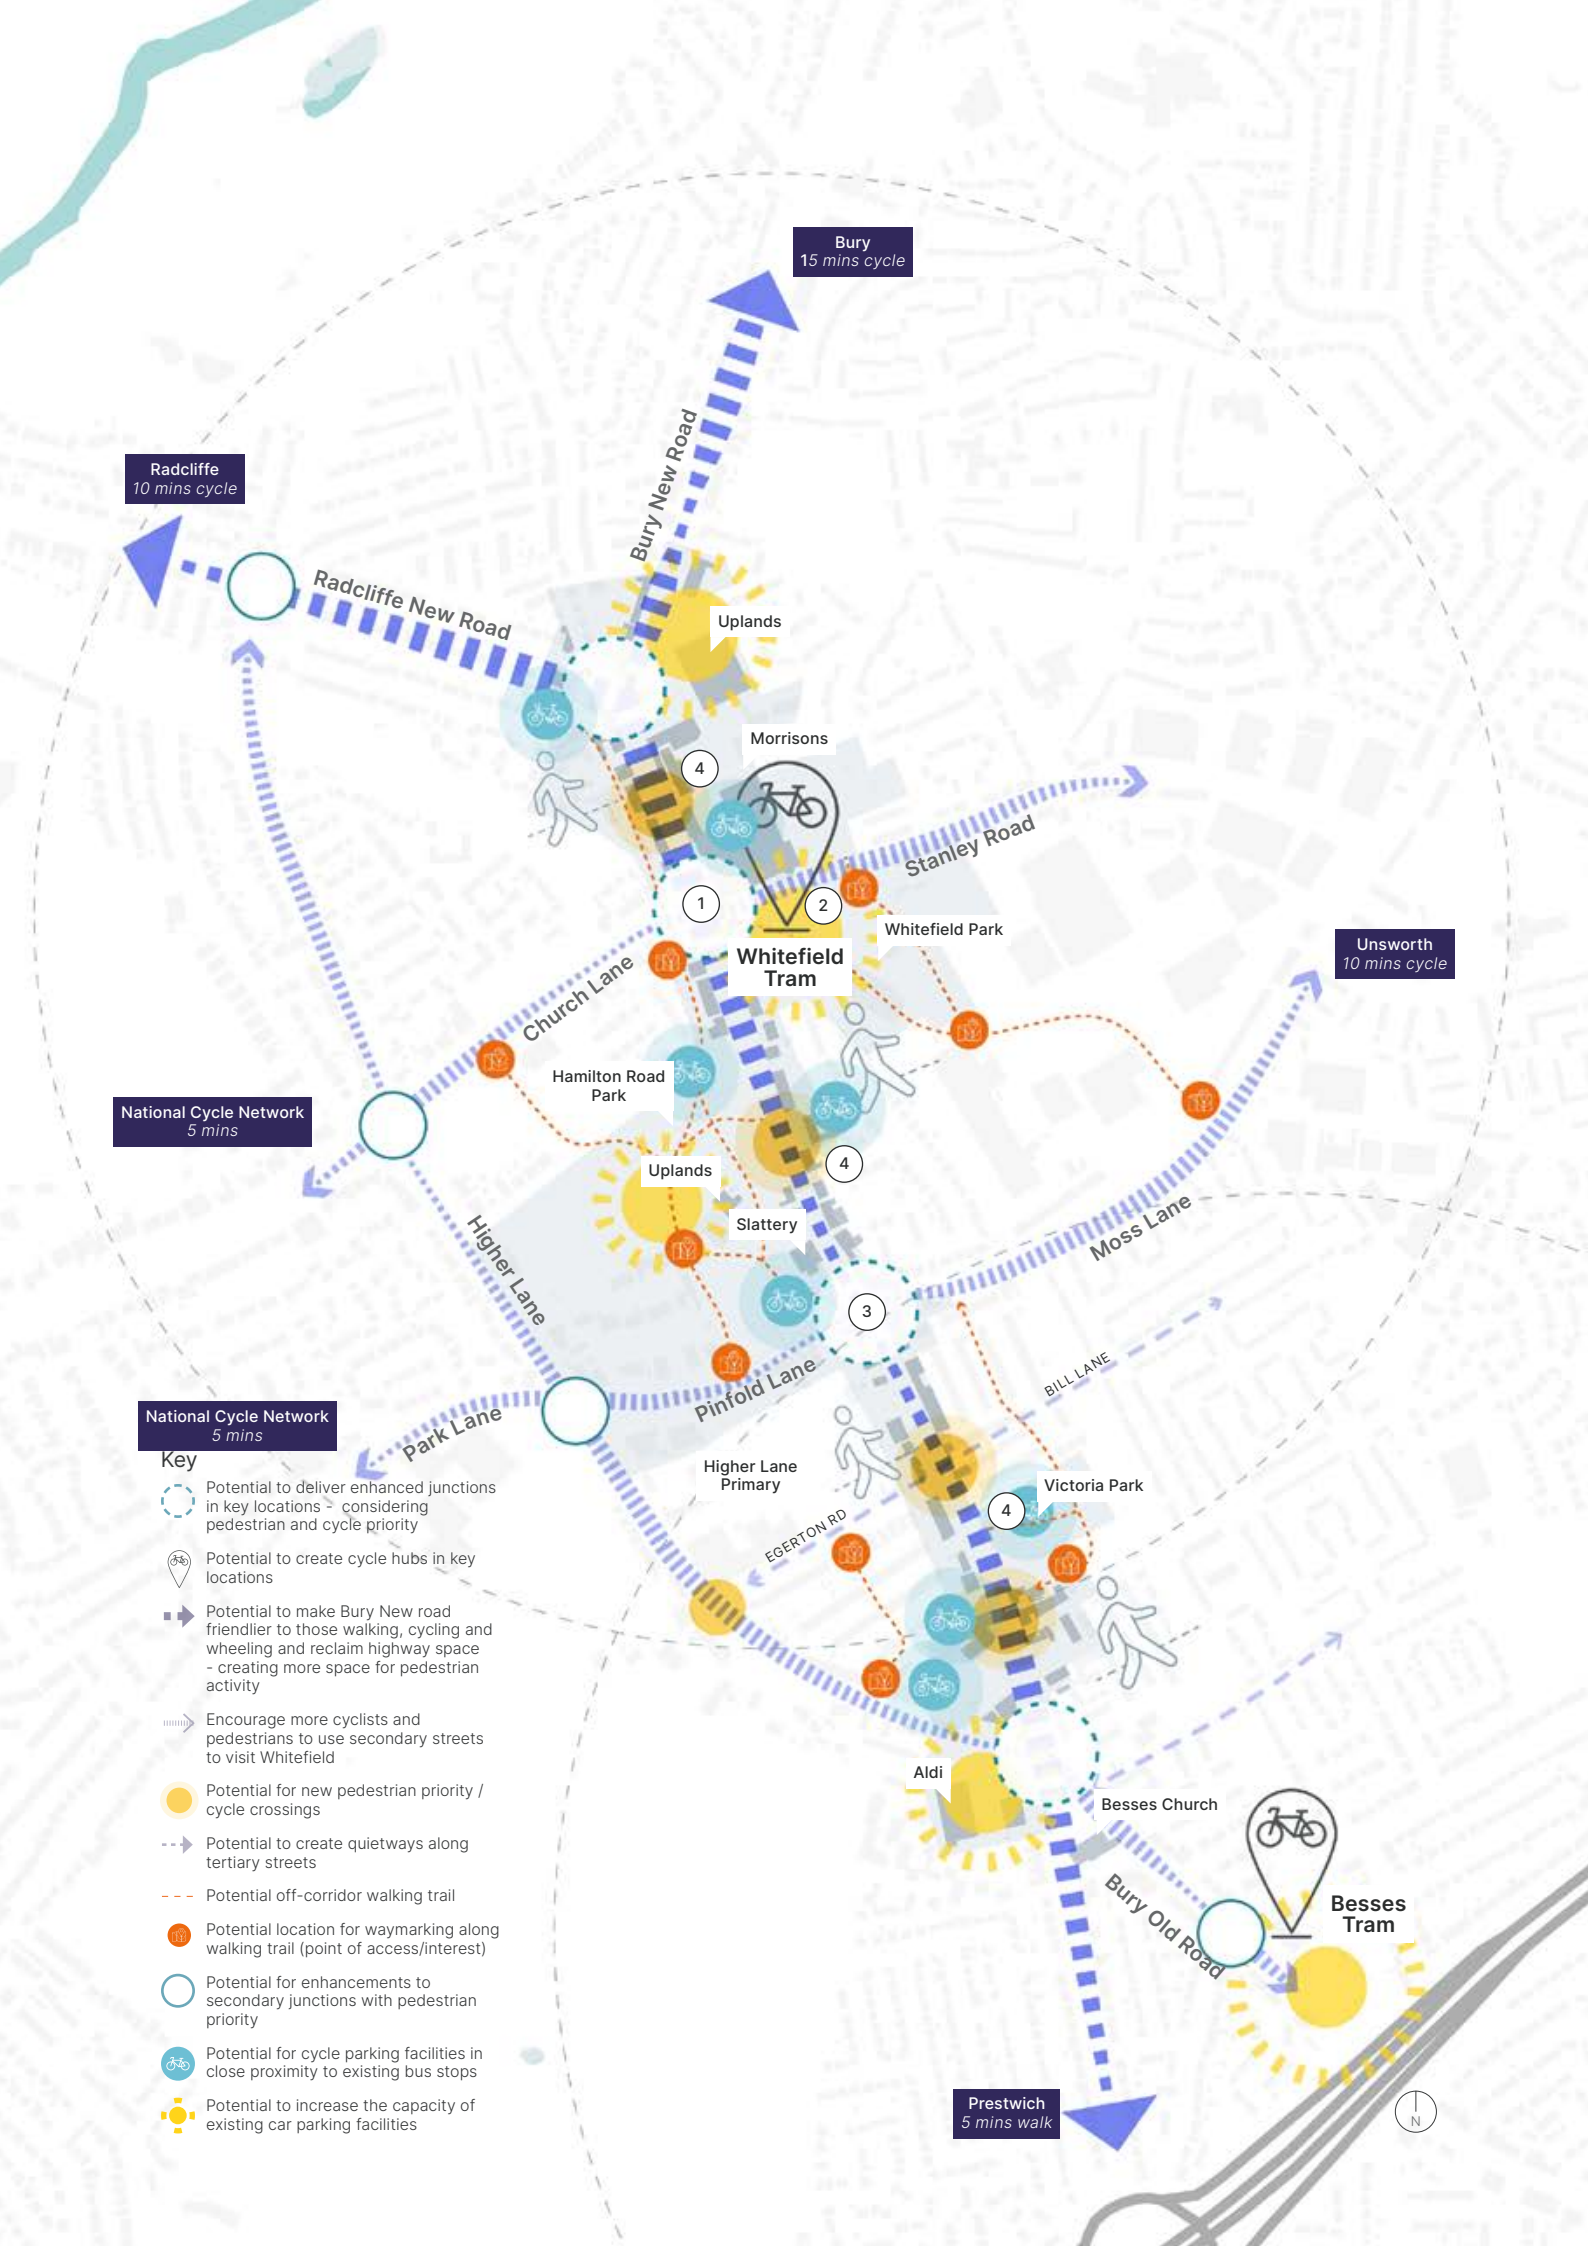 Bury
15 mins cycle
Radcliffe
10 mins cycle
Bury New Road
Radcliffe New Road
Uplands
Morrisons
4
Stanley Road
1
2
Whitefield Park
Whitefield
Tram
Unsworth
10 mins cycle
Church Lane
Hamilton Road
Park
National Cycle Network
5 mins
4
Uplands
Slattery
Higher Lane
Moss Lane
3
BILL LANE
Pinfold Lane
National Cycle Network
5 mins
Park Lane
Higher Lane
Primary
Victoria Park
4
EGERTON RD
Key
Potential to deliver enhanced junctions
in key locations - considering
pedestrian and cycle priority
Potential to create cycle hubs in key
locations
Potential to make Bury New road
friendlier to those walking, cycling and
wheeling and reclaim highway space
- creating more space for pedestrian
activity
Encourage more cyclists and
pedestrians to use secondary streets
to visit Whitefield
Potential for new pedestrian priority /
cycle crossings
Potential to create quietways along
tertiary streets
Potential off-corridor walking trail
Potential location for waymarking along
walking trail (point of access/interest)
Potential for enhancements to
secondary junctions with pedestrian
priority
Potential for cycle parking facilities in
close proximity to existing bus stops
Potential to increase the capacity of
existing car parking facilities
Aldi
Besses Church
Bury Old Road
Besses
Tram
Prestwich
5 mins walk
N